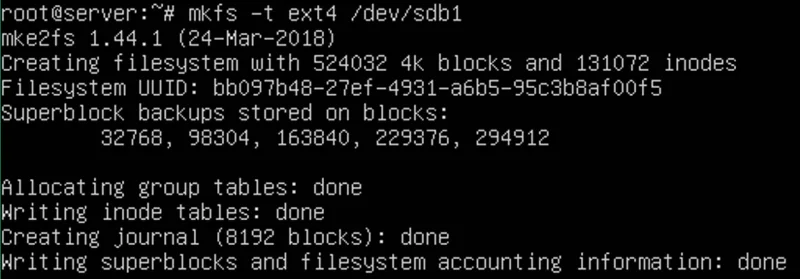 root@server:~# mkfs -t ext4 /dev/sdb1
mke2fs 1.44.1 (24-Mar-2018)
Creating filesystem with 524032 4k blocks and 131072 inodes
Filesystem UUID: bb097b48-27ef-4931-a6b5-95c3b8af00f5
Superblock backups stored on blocks:
        32768, 98304, 163840, 229376, 294912

Allocating group tables: done
Writing inode tables: done
Creating journal (8192 blocks): done
Writing superblocks and filesystem accounting information: done